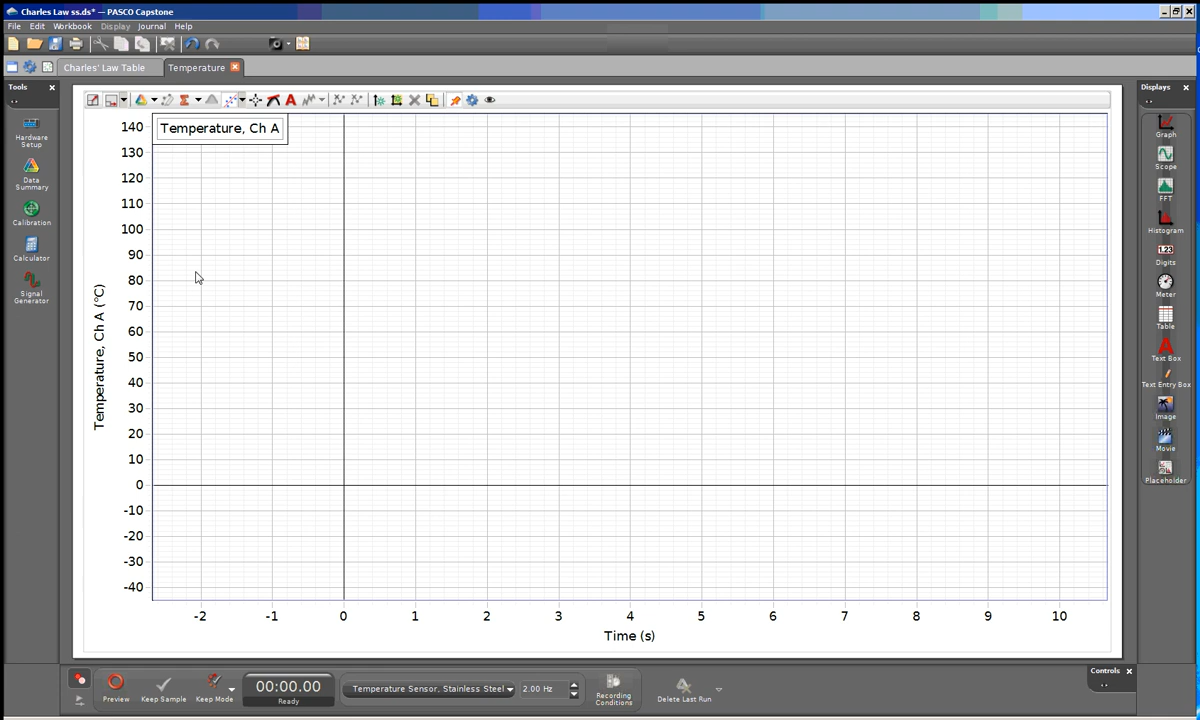 Charles Law ss.ds* — PASCO Capstone
File Edit Workbook Display Journal Help
Charles' Law Table
Temperature
Tools
Hardware
Setup
Data
Summary
Calibration
Calculator
Signal
Generator
Temperature, Ch A
140
130
120
110
100
90
80
70
60
50
40
30
20
10
0
-10
-20
-30
-40
Temperature, Ch A (°C)
-2 -1 0 1 2 3 4 5 6 7 8 9 10
Time (s)
Displays
Graph
Scope
FFT
Histogram
1.23
Digits
Meter
Table
Text Box
Text Entry Box
Image
Movie
Placeholder
Preview
Keep Sample
Keep Mode
00:00.00
Ready
Temperature Sensor, Stainless Steel
2.00 Hz
Recording
Conditions
Delete Last Run
Controls